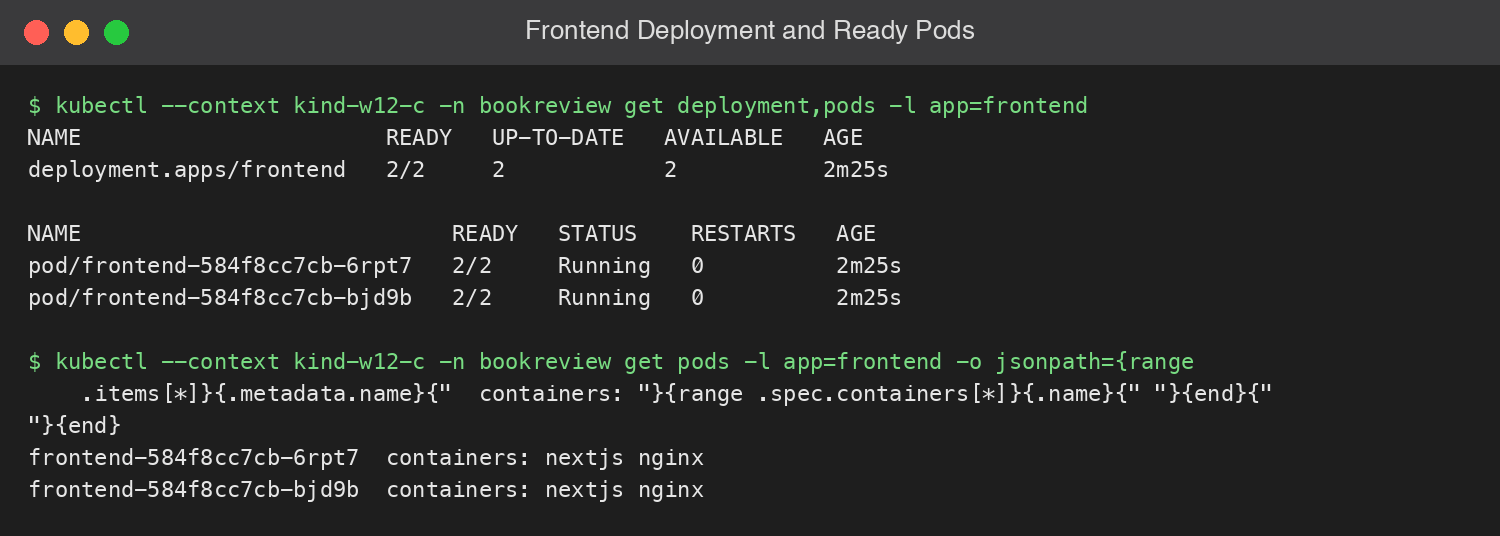 Frontend Deployment and Ready Pods
$ kubectl --context kind-w12-c -n bookreview get deployment,pods -l app=frontend
NAME                       READY   UP-TO-DATE   AVAILABLE   AGE
deployment.apps/frontend   2/2     2            2           2m25s
NAME                            READY   STATUS    RESTARTS   AGE
pod/frontend-584f8cc7cb-6rpt7   2/2     Running   0          2m25s
pod/frontend-584f8cc7cb-bjd9b   2/2     Running   0          2m25s
$ kubectl --context kind-w12-c -n bookreview get pods -l app=frontend -o jsonpath={range
    .items[*]}{.metadata.name}{"  containers: "}{range .spec.containers[*]}{.name}{" "}{end}{"
"}{end}
frontend-584f8cc7cb-6rpt7  containers: nextjs nginx
frontend-584f8cc7cb-bjd9b  containers: nextjs nginx